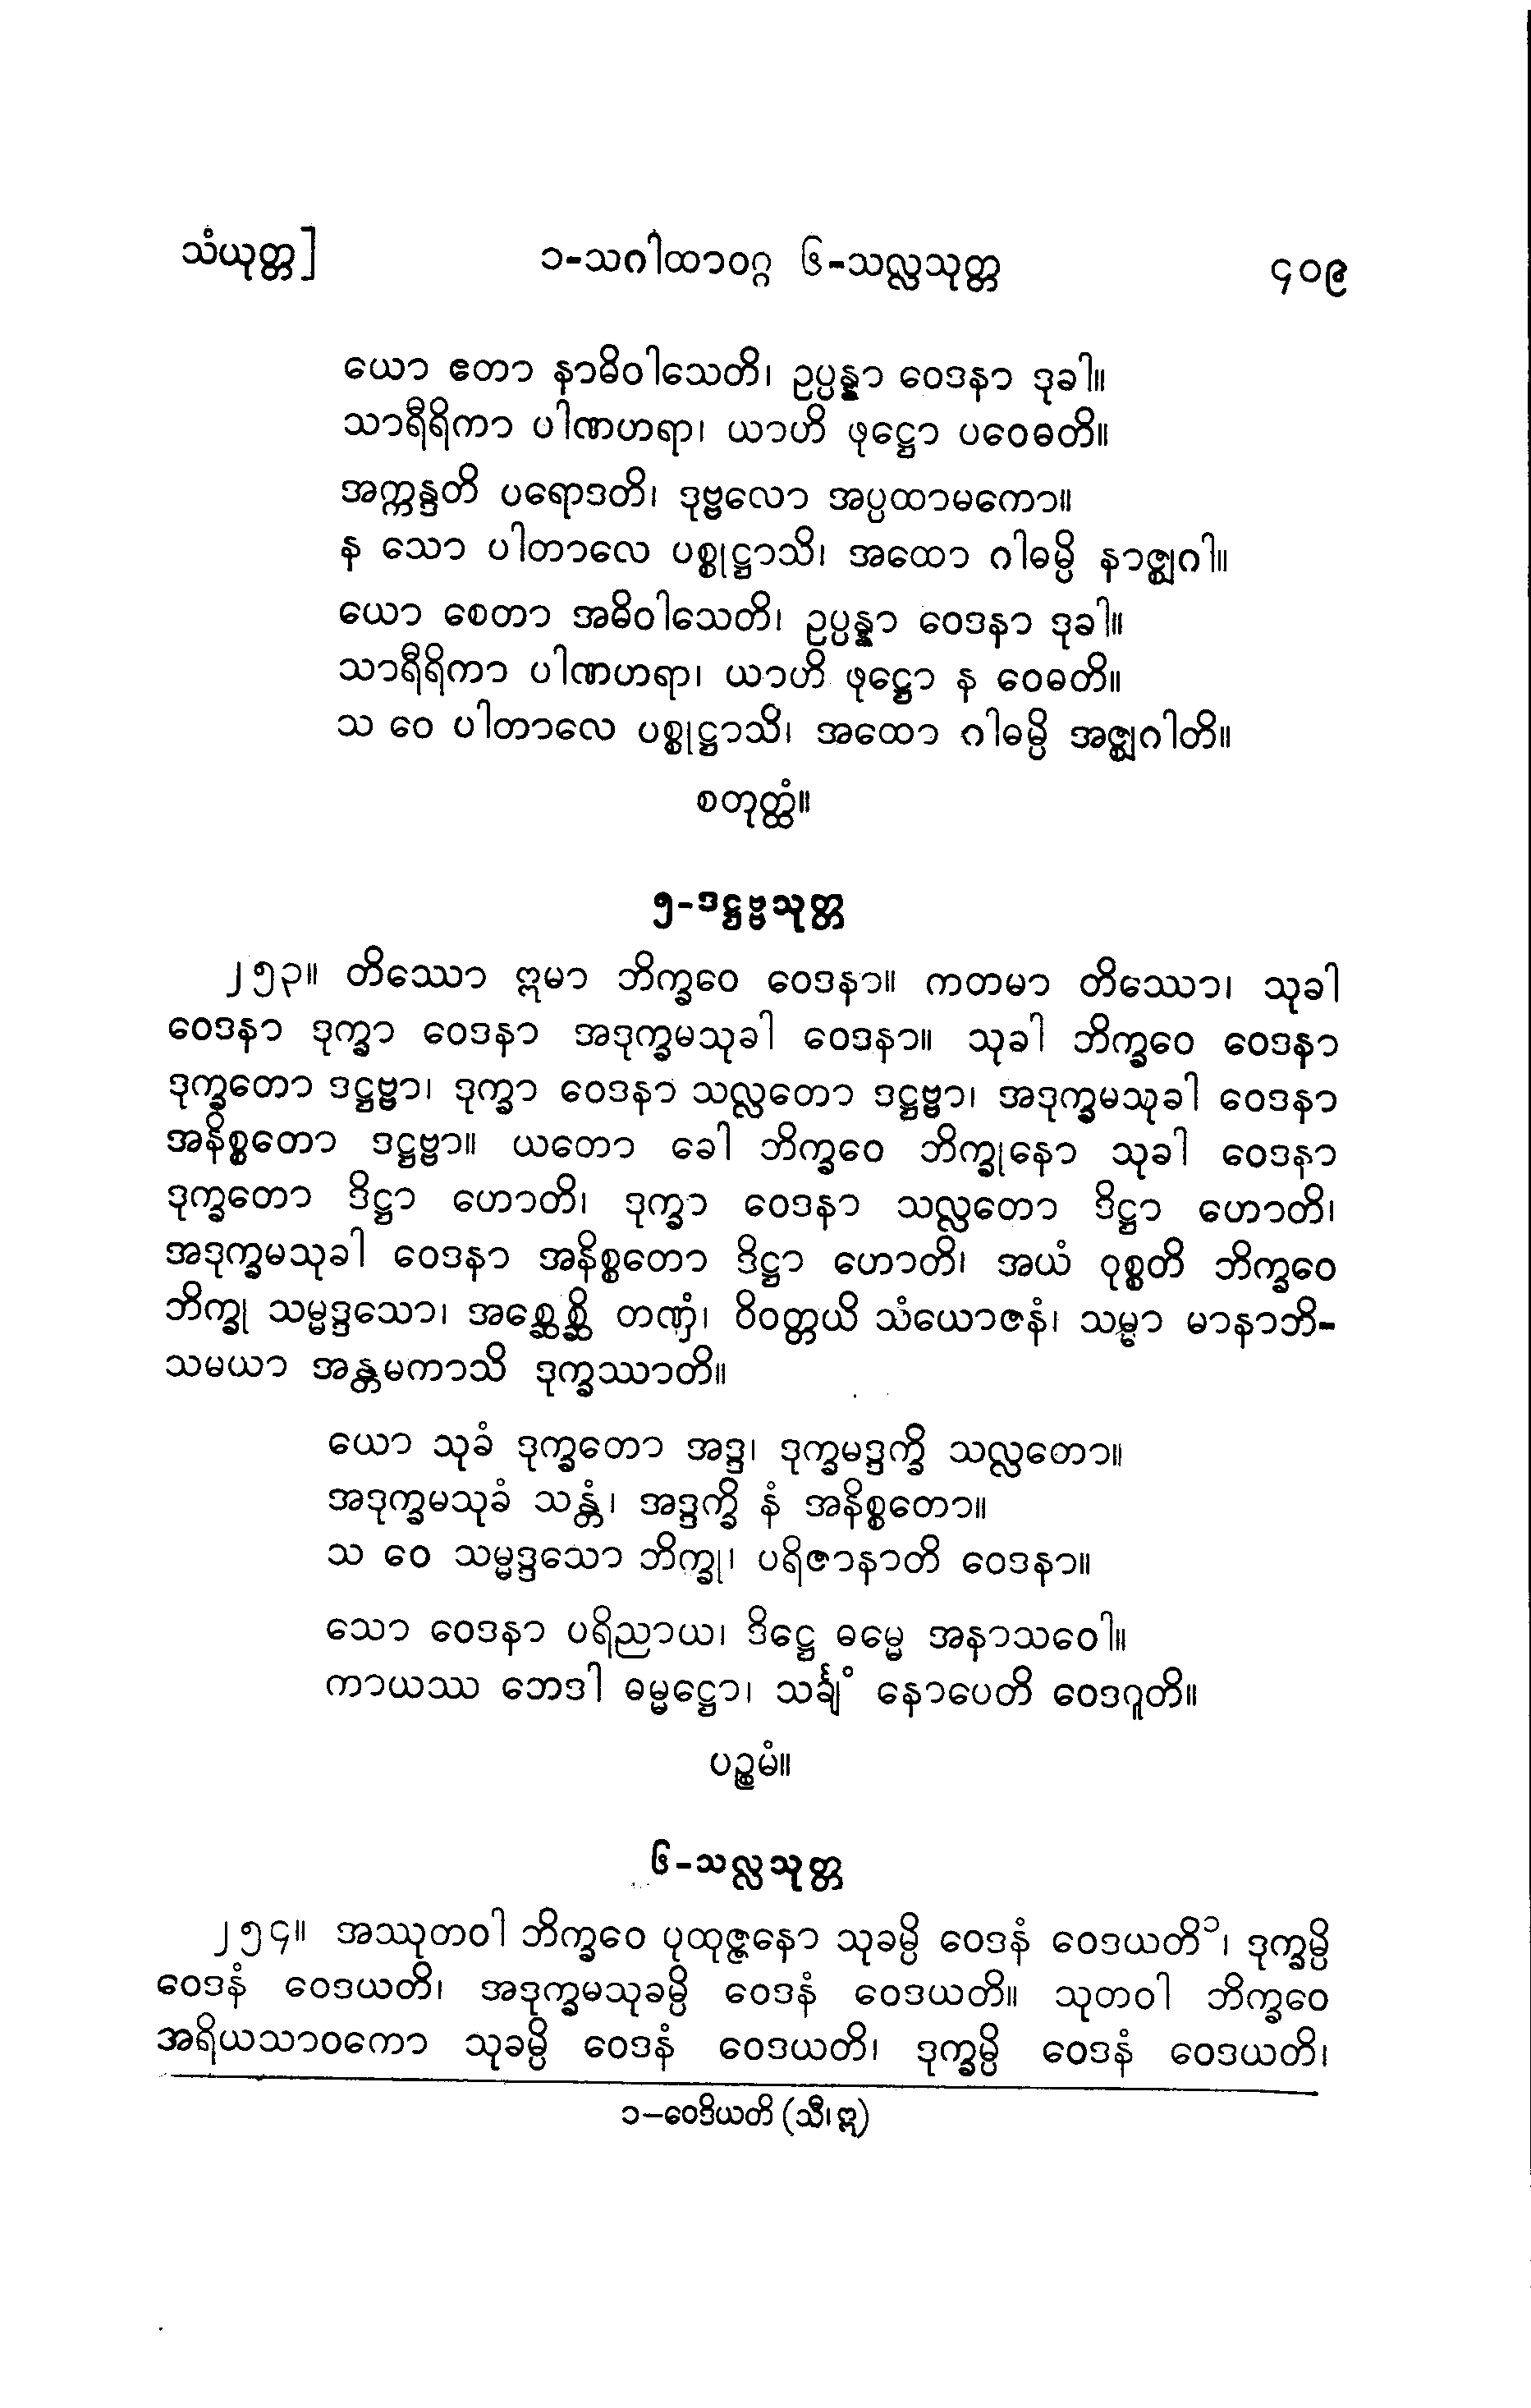 သံယုတ္တ]
၁-သဂါထာဝဂ္ဂ ၆-သလ္လသုတ္တ
၄၀၉
ယော ဧတာ နာဓိဝါသေတိ၊ ဥပ္ပန္နာ ဝေဒနာ ဒုခါ။
သာရီရိကာ ပါဏဟရာ၊ ယာဟိ ဖုဋ္ဌော ပဝေဓတိ။
အက္ကန္ဒတိ ပရောဒတိ၊ ဒုဗ္ဗလော အပ္ပထာမကော။
န သော ပါတာလေ ပစ္စုဋ္ဌာသိ၊ အထော ဂါဓမ္ပိ နာဇ္ဈဂါ။
ယော စေတာ အဓိဝါသေတိ၊ ဥပ္ပန္နာ ဝေဒနာ ဒုခါ။
သာရီရိကာ ပါဏဟရာ၊ ယာဟိ ဖုဋ္ဌော န ဝေဓတိ။
သ ဝေ ပါတာလေ ပစ္စုဋ္ဌာသိ၊ အထော ဂါဓမ္ပိ အဇ္ဈဂါတိ။
စတုတ္ထံ။
၅-ဒဋ္ဌဗ္ဗသုတ္တ
၂၅၃။ တိဿော ဣမာ ဘိက္ခဝေ ဝေဒနာ။ ကတမာ တိဿော၊ သုခါ
ဝေဒနာ ဒုက္ခာ ဝေဒနာ အဒုက္ခမသုခါ ဝေဒနာ။ သုခါ ဘိက္ခဝေ ဝေဒနာ
ဒုက္ခတော ဒဋ္ဌဗ္ဗာ၊ ဒုက္ခာ ဝေဒနာ သလ္လတော ဒဋ္ဌဗ္ဗာ၊ အဒုက္ခမသုခါ ဝေဒနာ
အနိစ္စတော ဒဋ္ဌဗ္ဗာ။ ယတော ခေါ ဘိက္ခဝေ ဘိက္ခုနော သုခါ ဝေဒနာ
ဒုက္ခတော ဒိဋ္ဌာ ဟောတိ၊ ဒုက္ခာ ဝေဒနာ သလ္လတော ဒိဋ္ဌာ ဟောတိ၊
အဒုက္ခမသုခါ ဝေဒနာ အနိစ္စတော ဒိဋ္ဌာ ဟောတိ၊ အယံ ဝုစ္စတိ ဘိက္ခဝေ
ဘိက္ခု သမ္မဒ္ဒသော၊ အစ္ဆေစ္ဆိ တဏှံ၊ ဝိဝတ္တယိ သံယောဇနံ၊ သမ္မာ မာနာဘိ-
သမယာ အန္တမကာသိ ဒုက္ခဿာတိ။
ယော သုခံ ဒုက္ခတော အဒ္ဒ၊ ဒုက္ခမဒ္ဒက္ခိ သလ္လတော။
အဒုက္ခမသုခံ သန္တံ၊ အဒ္ဒက္ခိ နံ အနိစ္စတော။
သ ဝေ သမ္မဒ္ဒသော ဘိက္ခု၊ ပရိဇာနာတိ ဝေဒနာ။
သော ဝေဒနာ ပရိညာယ၊ ဒိဋ္ဌေ ဓမ္မေ အနာသဝေါ။
ကာယဿ ဘေဒါ ဓမ္မဋ္ဌော၊ သင်္ချံ နောပေတိ ဝေဒဂူတိ။
ပဉ္စမံ။
၆-သလ္လသုတ္တ
၂၅၄။ အဿုတဝါ ဘိက္ခဝေ ပုထုဇ္ဇနော သုခမ္ပိ ဝေဒနံ ဝေဒယတိ၁၊ ဒုက္ခမ္ပိ
ဝေဒနံ ဝေဒယတိ၊ အဒုက္ခမသုခမ္ပိ ဝေဒနံ ဝေဒယတိ။ သုတဝါ ဘိက္ခဝေ
အရိယသာဝကော သုခမ္ပိ ဝေဒနံ ဝေဒယတိ၊ ဒုက္ခမ္ပိ ဝေဒနံ ဝေဒယတိ၊
၁−ဝေဒိယတိ (သီ၊ ဣ)